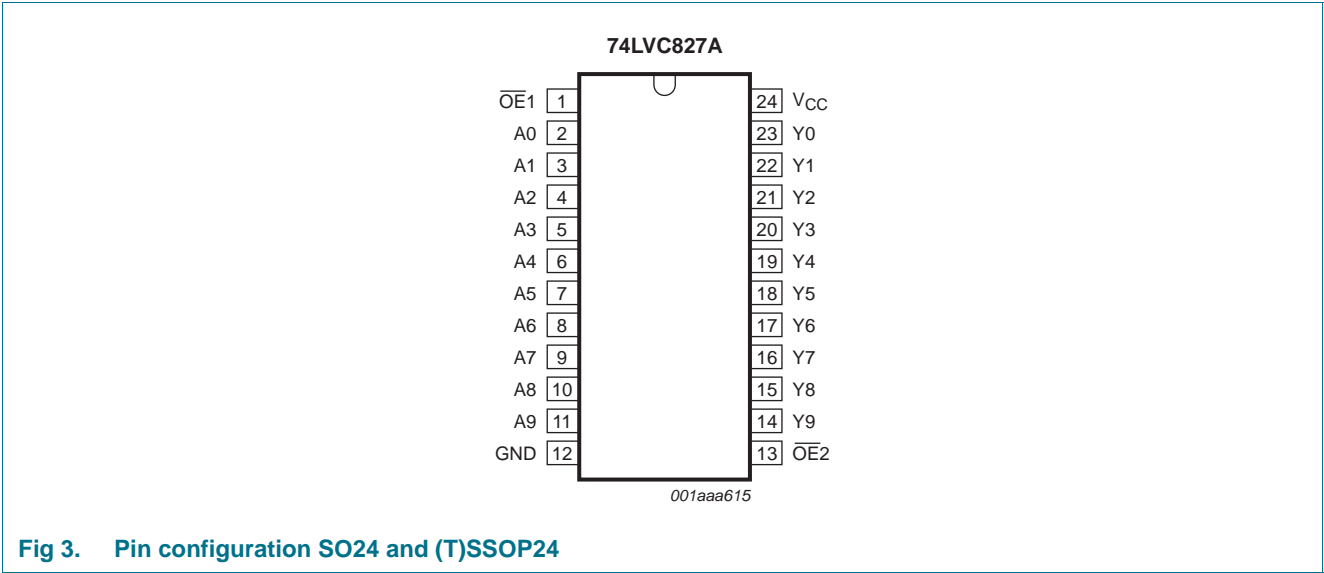 74LVC827A
O̅E̅1 1 24 VCC
A0 2 23 Y0
A1 3 22 Y1
A2 4 21 Y2
A3 5 20 Y3
A4 6 19 Y4
A5 7 18 Y5
A6 8 17 Y6
A7 9 16 Y7
A8 10 15 Y8
A9 11 14 Y9
GND 12 13 O̅E̅2
001aaa615
Fig 3. Pin configuration SO24 and (T)SSOP24